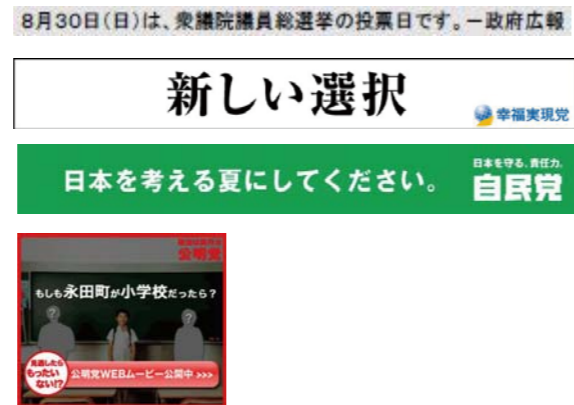 8月30日(日)は、衆議院議員総選挙の投票日です。−政府広報
新しい選択
幸福実現党
日本を考える夏にしてください。
日本を守る、責任力。
自民党
公明党
もしも永田町が小学校だったら?
?
?
見逃したら
もったい
ない!?
公明党WEBムービー公開中 >>>